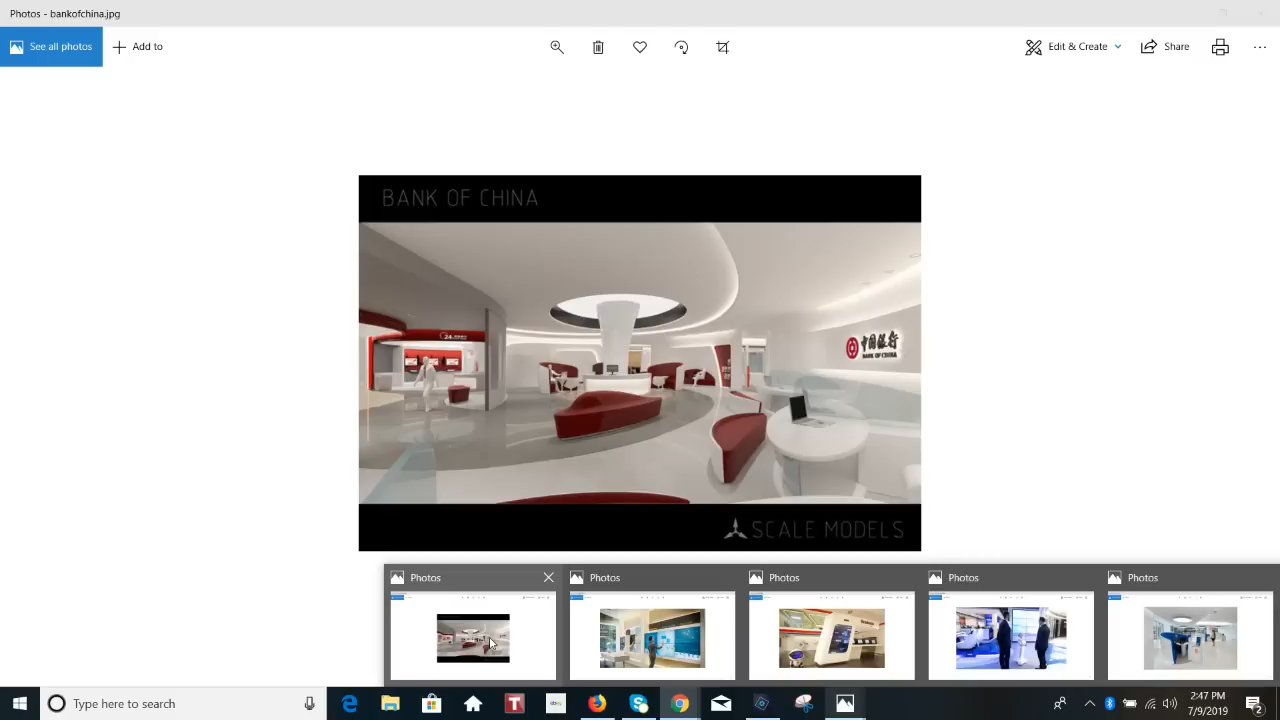 Photos - bankofchina.jpg
See all photos
Add to
Edit & Create
Share
BANK OF CHINA
24
中国银行
BANK OF CHINA
SCALE MODELS
Photos
Photos
Photos
Photos
Photos
Type here to search
2:47 PM
7/9/2019
2